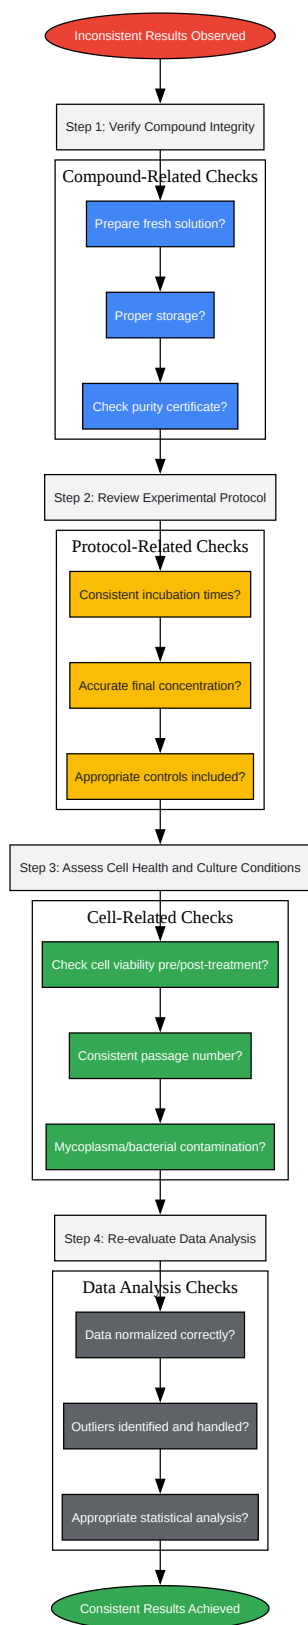 Inconsistent Results Observed
Step 1: Verify Compound Integrity
Compound-Related Checks
Prepare fresh solution?
Proper storage?
Check purity certificate?
Step 2: Review Experimental Protocol
Protocol-Related Checks
Consistent incubation times?
Accurate final concentration?
Appropriate controls included?
Step 3: Assess Cell Health and Culture Conditions
Cell-Related Checks
Check cell viability pre/post-treatment?
Consistent passage number?
Mycoplasma/bacterial contamination?
Step 4: Re-evaluate Data Analysis
Data Analysis Checks
Data normalized correctly?
Outliers identified and handled?
Appropriate statistical analysis?
Consistent Results Achieved